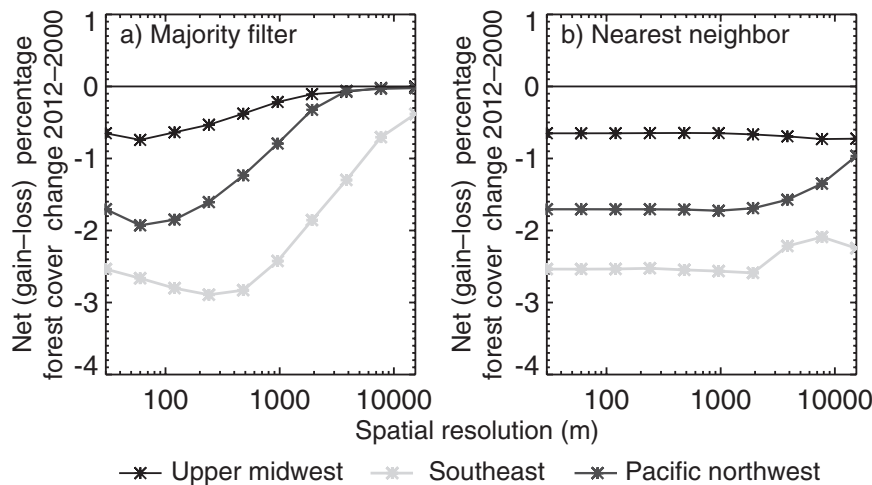 a) Majority filter
b) Nearest neighbor
Net (gain–loss) percentage
forest cover change 2012–2000
1
0
-1
-2
-3
-4
100
1000
10000
Net (gain–loss) percentage
forest cover change 2012–2000
1
0
-1
-2
-3
-4
100
1000
10000
Spatial resolution (m)
Upper midwest
Southeast
Pacific northwest